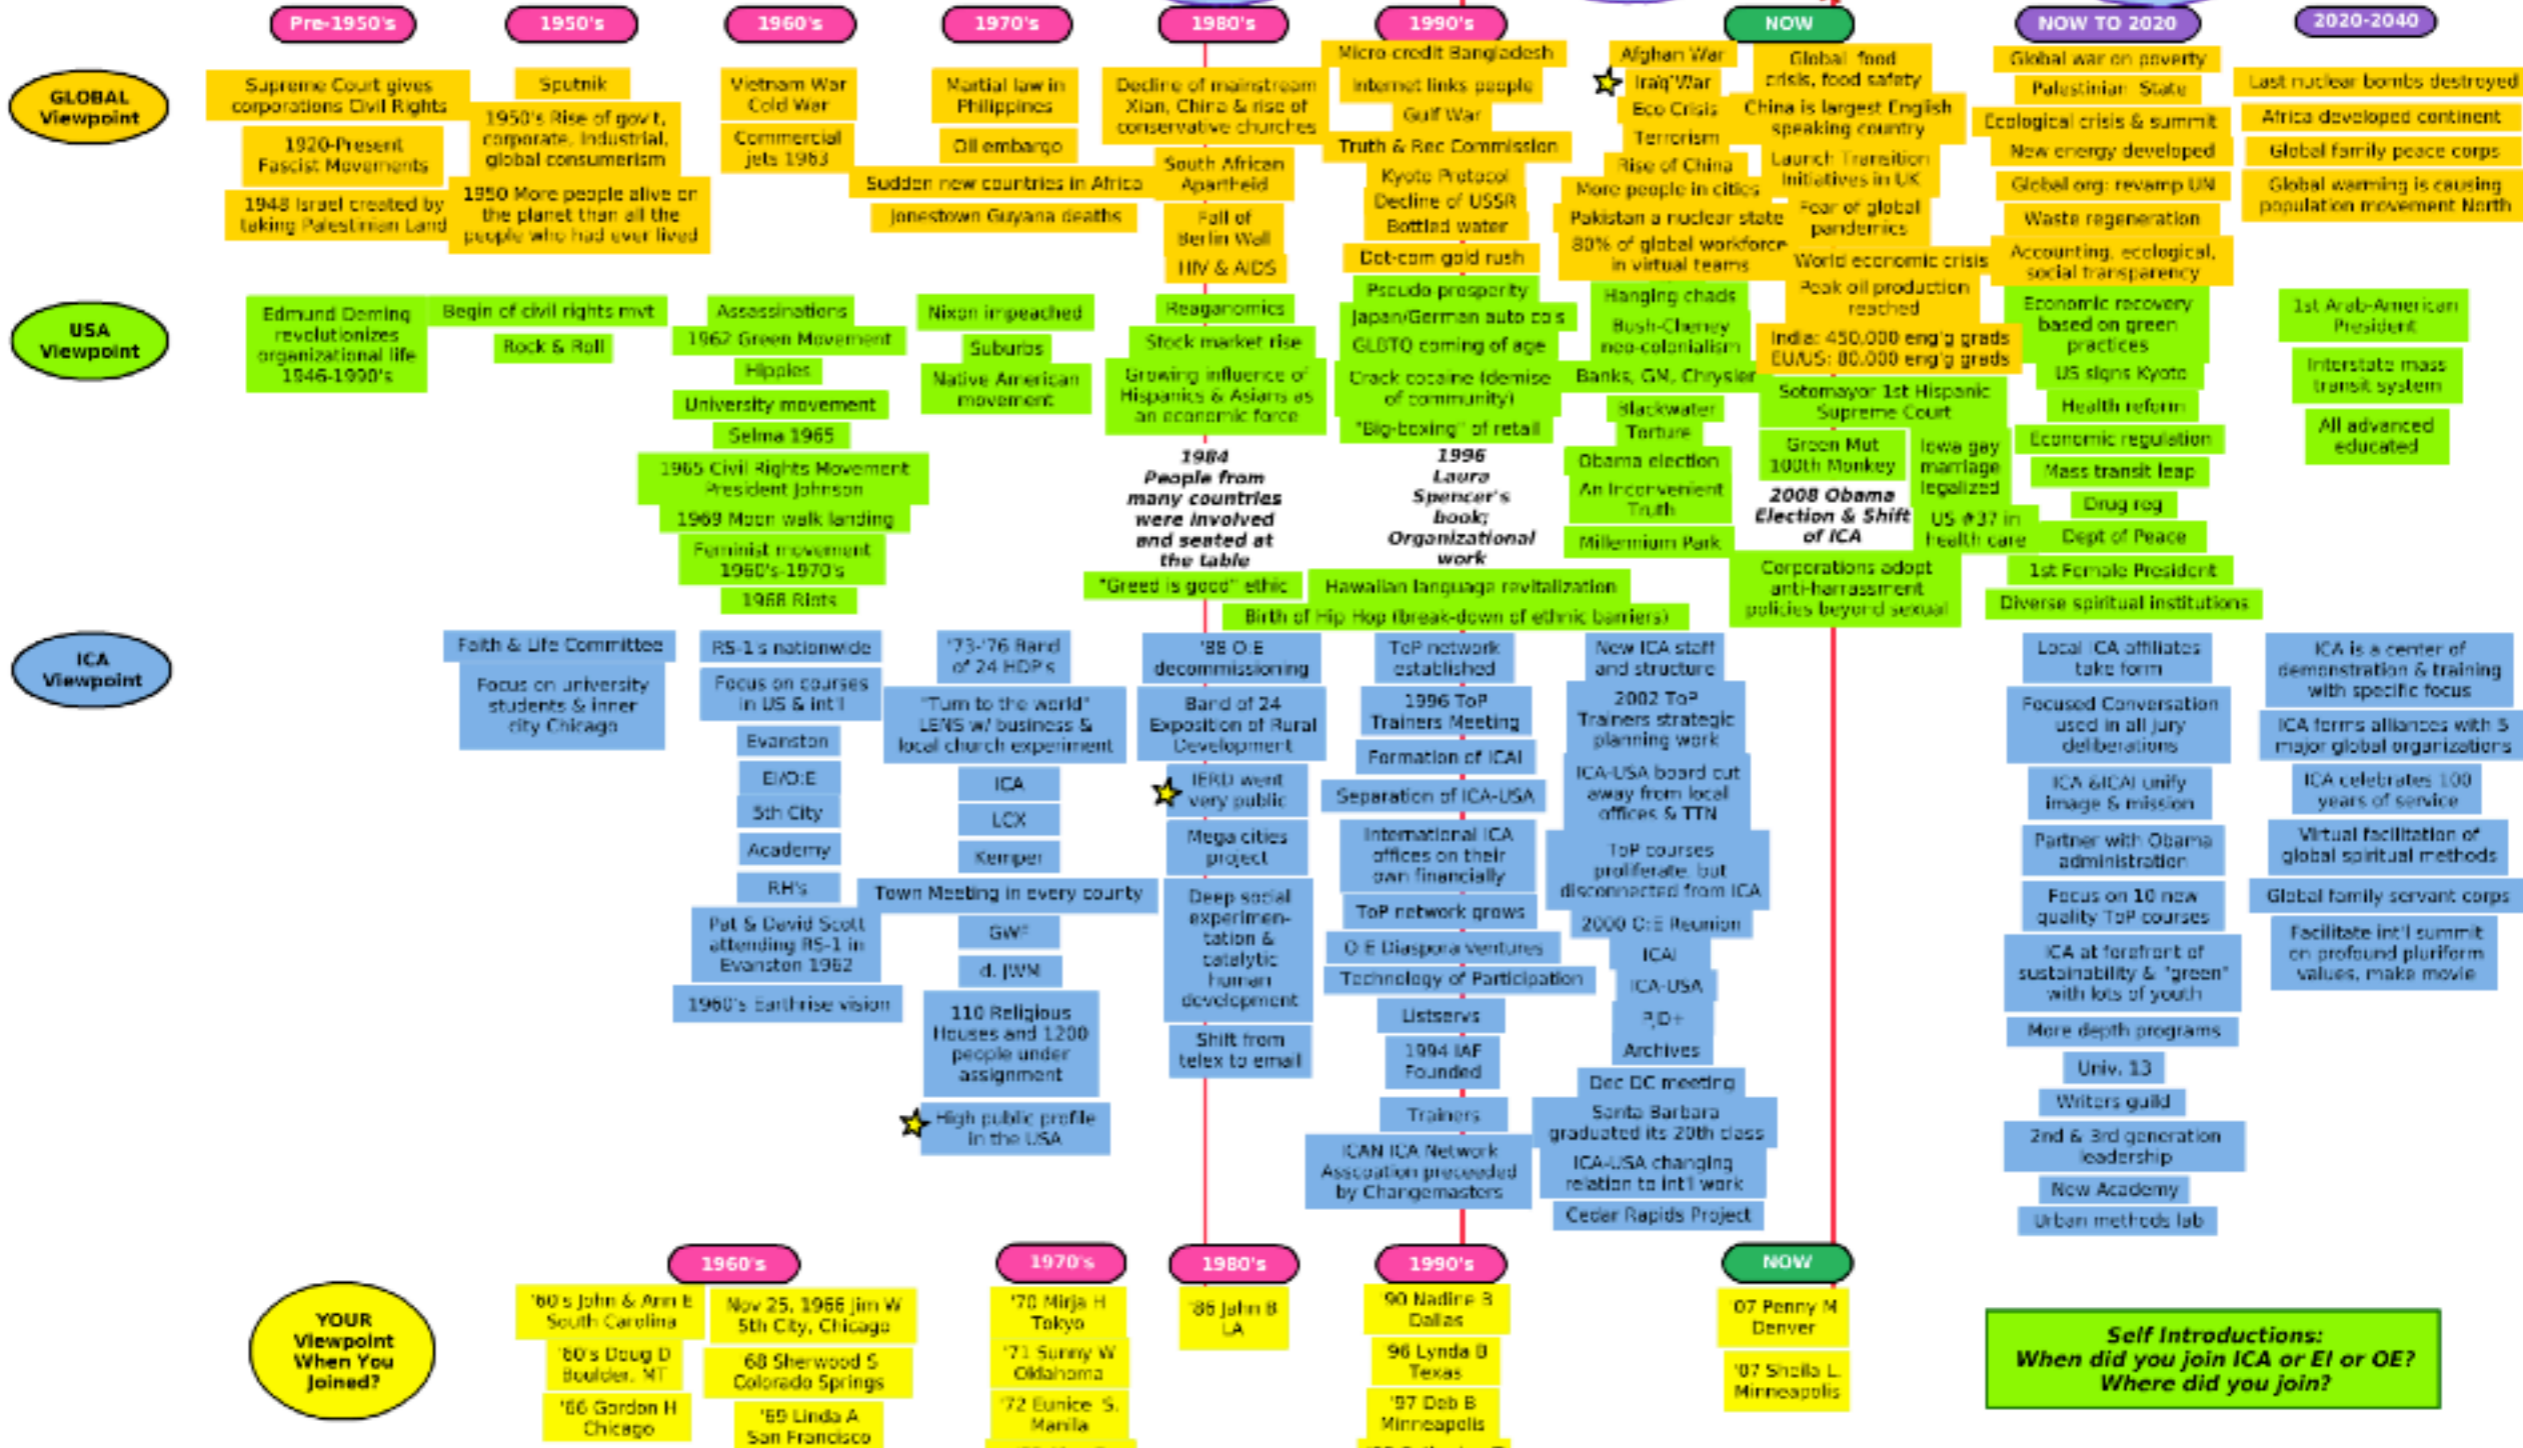 Pre-1950's
1950's
1960's
1970's
1980's
1990's
NOW
NOW TO 2020
2020-2040
GLOBAL
Viewpoint
Supreme Court gives
corporations Civil Rights
1920-Present
Fascist Movements
1948 Israel created by
taking Palestinian Land
Sputnik
1950's Rise of gov't,
corporate, Industrial,
global consumerism
1950 More people alive on
the planet than all the
people who had ever lived
Vietnam War
Cold War
Commercial
jets 1963
Martial law in
Philippines
Oil embargo
Sudden new countries in Africa
Jonestown Guyana deaths
Decline of mainstream
Xian, China & rise of
conservative churches
South African
Apartheid
Fall of
Berlin Wall
HIV & AIDS
Micro-credit Bangladesh
Internet links people
Gulf War
Truth & Rec Commission
Kyoto Protocol
Decline of USSR
Bottled water
Dot-com gold rush
Afghan War
Iraq War
Eco Crisis
Terrorism
Rise of China
More people in cities
Pakistan a nuclear state
80% of global workforce
in virtual teams
Global food
crisis, food safety
China is largest English
speaking country
Launch Transition
Initiatives in UK
Fear of global
pandemics
World economic crisis
Peak oil production
reached
India: 450,000 eng'g grads
EU/US: 80,000 eng'g grads
Global war on poverty
Palestinian State
Ecological crisis & summit
New energy developed
Global org: revamp UN
Waste regeneration
Accounting, ecological,
social transparency
Last nuclear bombs destroyed
Africa developed continent
Global family peace corps
Global warming is causing
population movement North
USA
Viewpoint
Edmund Deming
revolutionizes
organizational life
1946-1990's
Begin of civil rights mvt
Rock & Roll
Assassinations
1962 Green Movement
Hippies
University movement
Selma 1965
1965 Civil Rights Movement
President Johnson
1969 Moon walk landing
Feminist movement
1960's-1970's
1968 Riots
Nixon impeached
Suburbs
Native American
movement
Reaganomics
Stock market rise
Growing influence of
Hispanics & Asians as
an economic force
1984
People from
many countries
were involved
and seated at
the table
"Greed is good" ethic
Pseudo prosperity
Japan/German auto co's
GLBTQ coming of age
Crack cocaine (demise
of community)
"Big-boxing" of retail
1996
Laura
Spencer's
book;
Organizational
work
Hawaiian language revitalization
Birth of Hip Hop (break-down of ethnic barriers)
Hanging chads
Bush-Cheney
neo-colonialism
Banks, GM, Chrysler
Blackwater
Torture
Obama election
An Inconvenient
Truth
Millennium Park
Sotomayor 1st Hispanic
Supreme Court
Green Mut
100th Monkey
Iowa gay
marriage
legalized
2008 Obama
Election & Shift
of ICA
US #37 in
health care
Corporations adopt
anti-harrassment
policies beyond sexual
Economic recovery
based on green
practices
US signs Kyoto
Health reform
Economic regulation
Mass transit leap
Drug reg
Dept of Peace
1st Female President
Diverse spiritual institutions
1st Arab-American
President
Interstate mass
transit system
All advanced
educated
ICA
Viewpoint
Faith & Life Committee
Focus on university
students & inner
city Chicago
RS-1's nationwide
Focus on courses
in US & int'l
Evanston
EI/O:E
5th City
Academy
RH's
Pat & David Scott
attending RS-1 in
Evanston 1962
1960's Earthrise vision
'73-'76 Band
of 24 HDP's
"Turn to the world"
LENS w/ business &
local church experiment
ICA
LCX
Kemper
Town Meeting in every county
GWF
d. JWM
110 Religious
Houses and 1200
people under
assignment
High public profile
in the USA
'88 O:E
decommissioning
Band of 24
Exposition of Rural
Development
IERD went
very public
Mega cities
project
Deep social
experimen-
tation &
catalytic
human
development
Shift from
telex to email
ToP network
established
1996 ToP
Trainers Meeting
Formation of ICAI
Separation of ICA-USA
International ICA
offices on their
own financially
ToP network grows
O:E Diaspora ventures
Technology of Participation
Listservs
1994 IAF
Founded
Trainers
ICAN ICA Network
Asscoation preceeded
by Changemasters
New ICA staff
and structure
2002 ToP
Trainers strategic
planning work
ICA-USA board cut
away from local
offices & TTN
ToP courses
proliferate, but
disconnected from ICA
2000 O:E Reunion
ICAI
ICA-USA
PJD+
Archives
Dec DC meeting
Santa Barbara
graduated its 20th class
ICA-USA changing
relation to int'l work
Cedar Rapids Project
Local ICA affiliates
take form
Focused Conversation
used in all jury
deliberations
ICA &ICAI unify
image & mission
Partner with Obama
administration
Focus on 10 new
quality ToP courses
ICA at forefront of
sustainability & "green"
with lots of youth
More depth programs
Univ. 13
Writers guild
2nd & 3rd generation
leadership
New Academy
Urban methods lab
ICA is a center of
demonstration & training
with specific focus
ICA forms alliances with 5
major global organizations
ICA celebrates 100
years of service
Virtual facilitation of
global spiritual methods
Global family servant corps
Facilitate int'l summit
on profound pluriform
values, make movie
1960's
1970's
1980's
1990's
NOW
YOUR
Viewpoint
When You
Joined?
'60's John & Ann E
South Carolina
'60's Doug D
Boulder, MT
'66 Gordon H
Chicago
Nov 25, 1966 Jim W
5th City, Chicago
68 Sherwood S
Colorado Springs
'69 Linda A
San Francisco
'70 Mirja H
Tokyo
'71 Sunny W
Oklahoma
'72 Eunice S.
Manila
'86 Jahn B
LA
'90 Nadine B
Dallas
'96 Lynda B
Texas
'97 Deb B
Minneapolis
'07 Penny M
Denver
'07 Sheila L.
Minneapolis
Self Introductions:
When did you join ICA or EI or OE?
Where did you join?